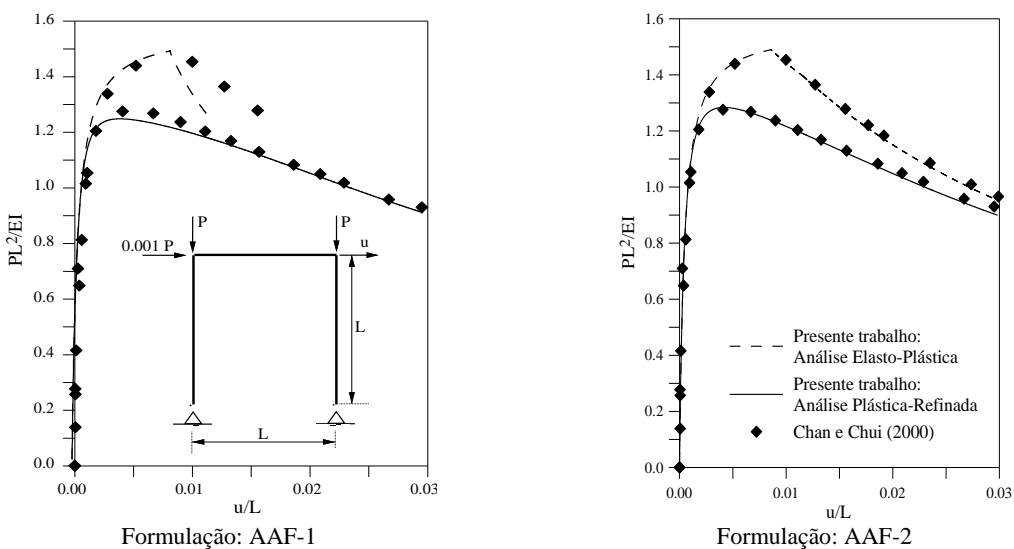 1.6
1.4
1.2
1.0
0.8
0.6
0.4
0.2
0.0
PL²/EI
0.00
0.01
0.02
0.03
u/L
P
P
0.001 P
u
L
L
Formulação: AAF-1
1.6
1.4
1.2
1.0
0.8
0.6
0.4
0.2
0.0
PL²/EI
Presente trabalho:
Análise Elasto-Plástica
Presente trabalho:
Análise Plástica-Refinada
Chan e Chui (2000)
0.00
0.01
0.02
0.03
u/L
Formulação: AAF-2